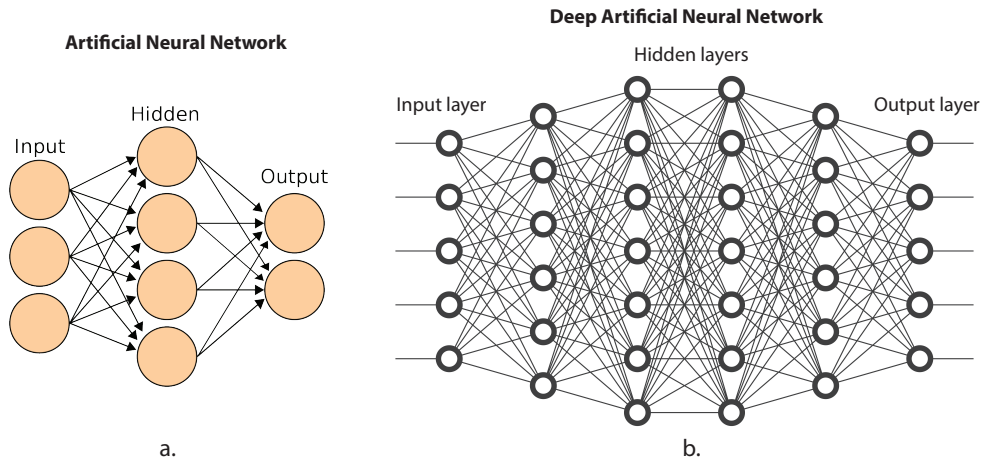 Artificial Neural Network
Hidden
Input
Output
a.
Deep Artificial Neural Network
Hidden layers
Input layer
Output layer
b.